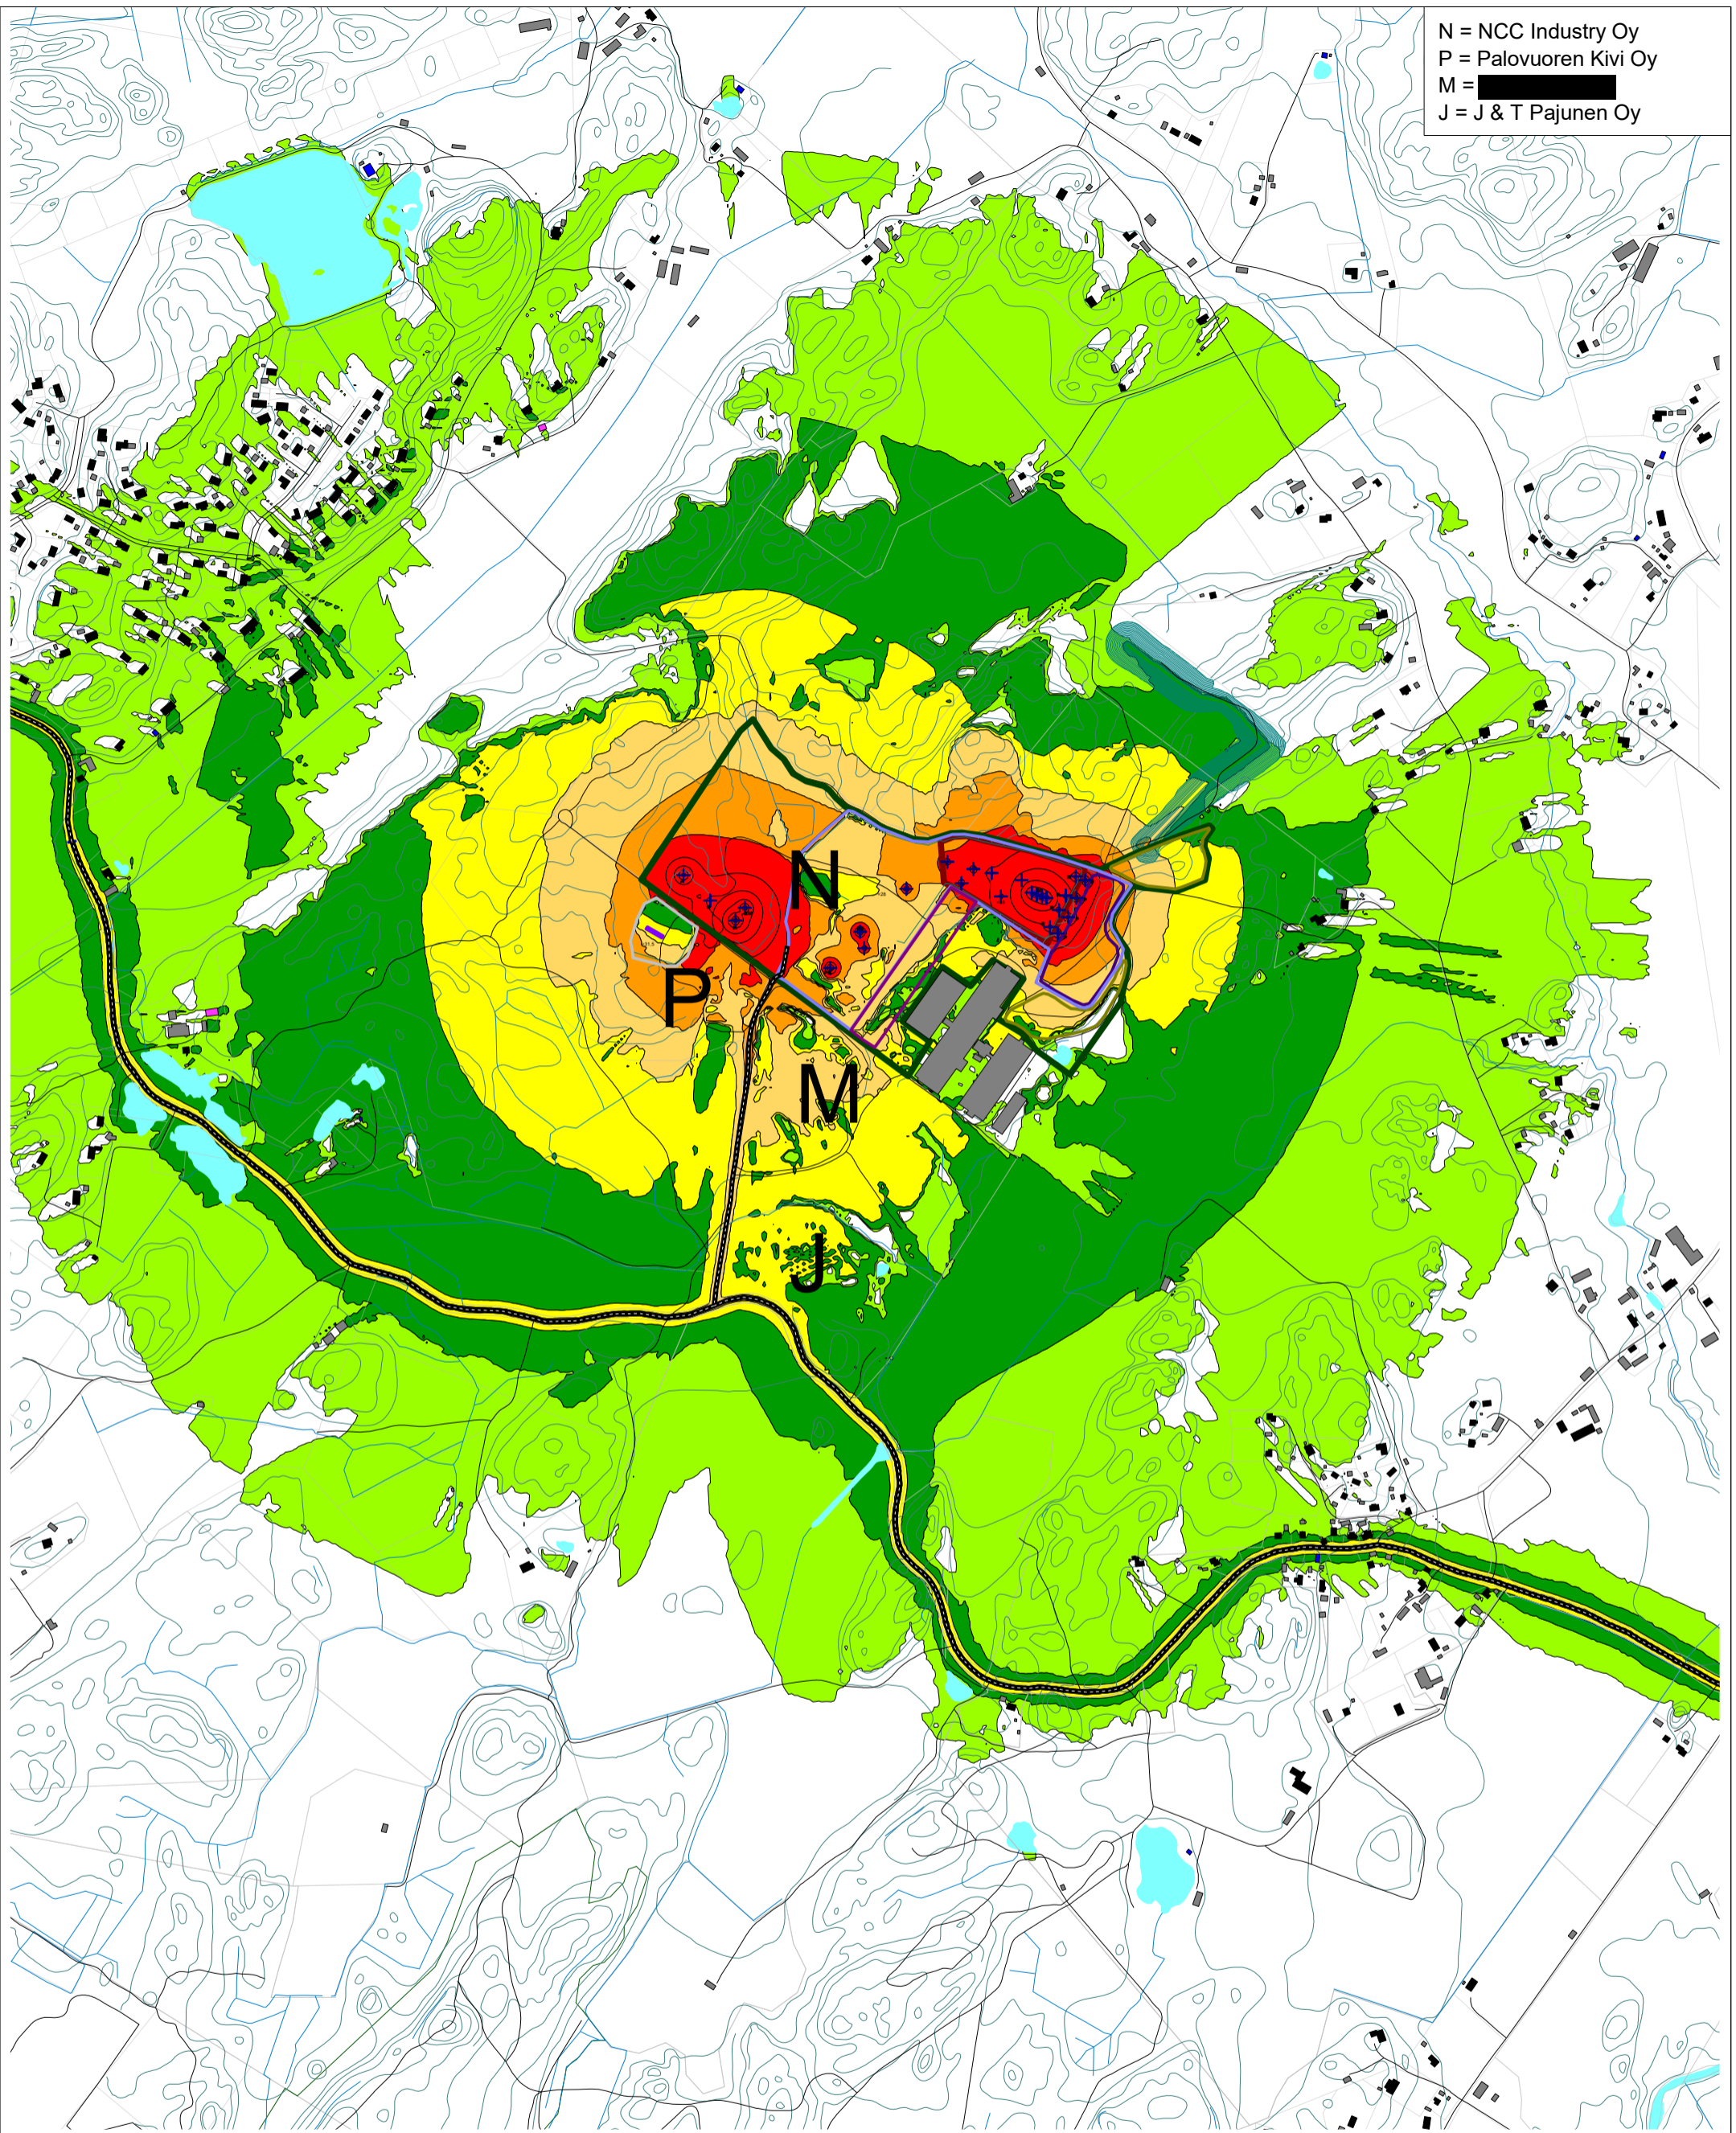 N = NCC Industry Oy
P = Palovuoren Kivi Oy
M =
J = J & T Pajunen Oy
N
P
M
J